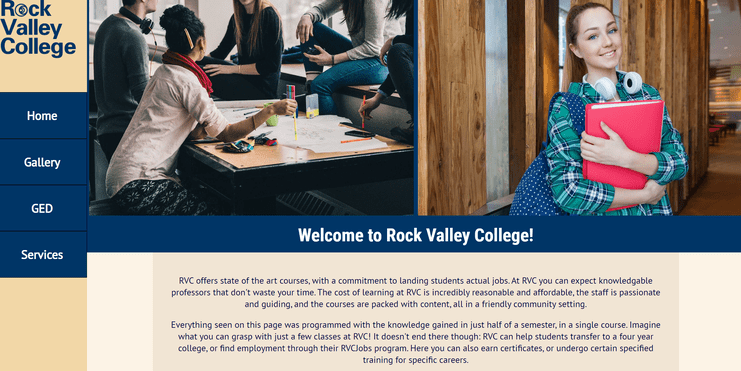 Rock
Valley
College
Home
Gallery
GED
Services
Welcome to Rock Valley College!
RVC offers state of the art courses, with a commitment to landing students actual jobs. At RVC you can expect knowledgable
professors that don't waste your time. The cost of learning at RVC is incredibly reasonable and affordable, the staff is passionate
and guiding, and the courses are packed with content, all in a friendly community setting.
Everything seen on this page was programmed with the knowledge gained in just half of a semester, in a single course. Imagine
what you can grasp with just a few classes at RVC! It doesn't end there though: RVC can help students transfer to a four year
college, or find employment through their RVCJobs program. Here you can also earn certificates, or undergo certain specified
training for specific careers.